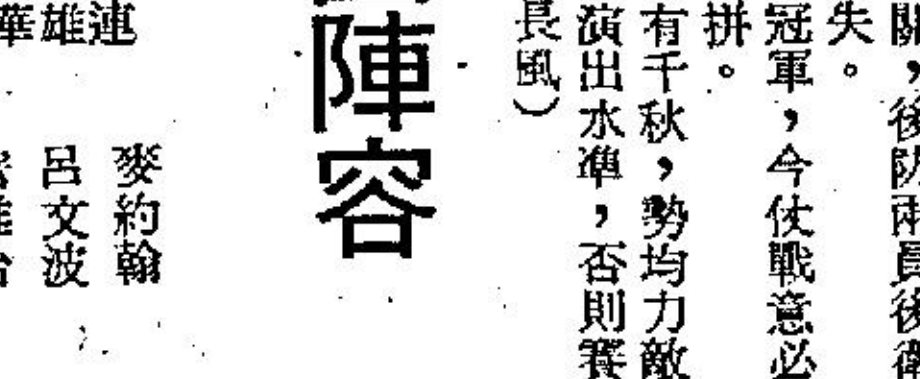 關，後防兩員後衛
失。
冠軍，今仗戰意必
拼。
有千秋，勢均力敵
演出水準，否則賽
長風）
陣容
連
麥約翰
雄
呂文波
華